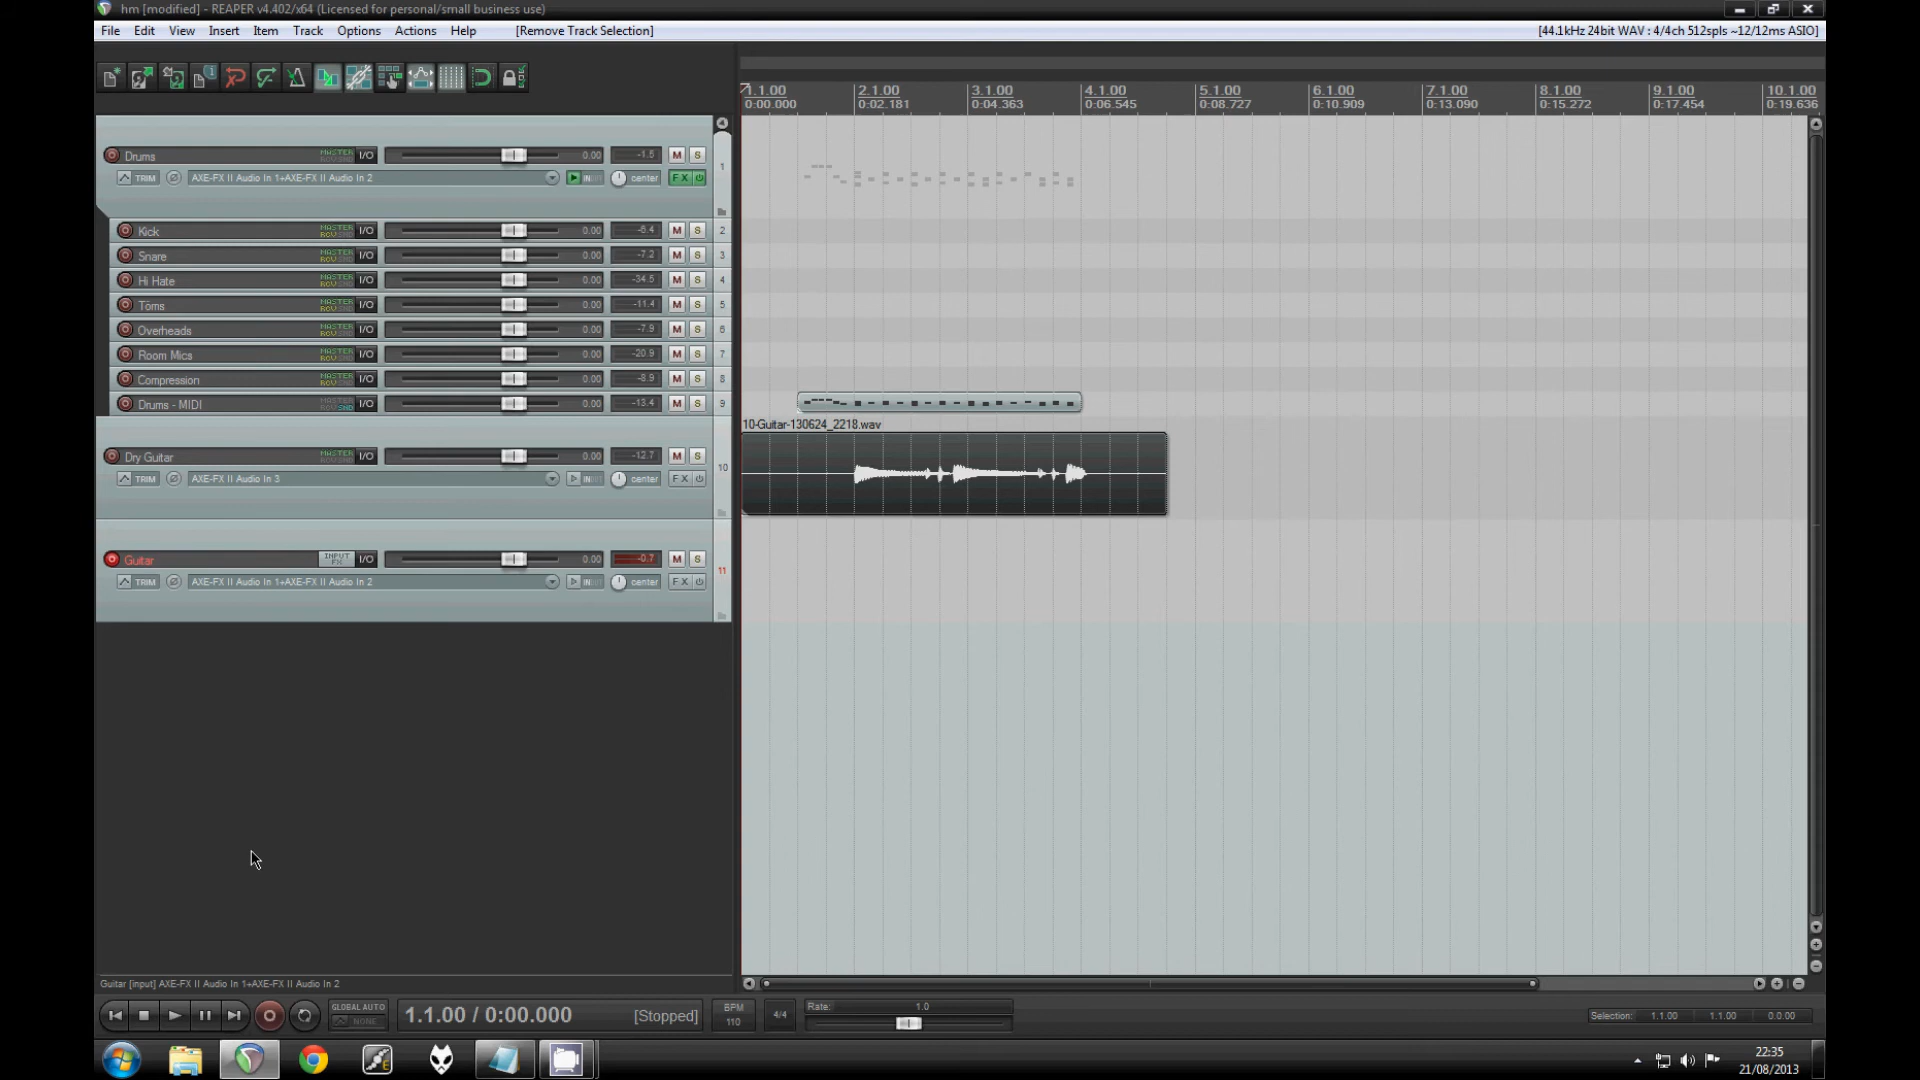 hm [modified] - REAPER v4.402/x64 (Licensed for personal/small business use)
File Edit View Insert Item Track Options Actions Help [Remove Track Selection] [44.1kHz 24bit WAV : 4/4ch 512spls ~12/12ms ASIO]
1.1.00 2.1.00 3.1.00 4.1.00 5.1.00 6.1.00 7.1.00 8.1.00 9.1.00 10.1.00
0:00.000 0:02.181 0:04.363 0:06.545 0:08.727 0:10.909 0:13.090 0:15.272 0:17.454 0:19.636
Drums MASTER I/O 0.00 -1.5 M S 1
TRIM AXE-FX II Audio In 1+AXE-FX II Audio In 2 IN center FX
Kick MASTER I/O 0.00 -6.4 M S 2
Snare MASTER I/O 0.00 -7.2 M S 3
Hi Hate MASTER I/O 0.00 -34.5 M S 4
Toms MASTER I/O 0.00 -11.4 M S 5
Overheads MASTER I/O 0.00 -7.9 M S 6
Room Mics MASTER I/O 0.00 -20.9 M S 7
Compression MASTER I/O 0.00 -8.9 M S 8
Drums - MIDI MASTER I/O 0.00 -13.4 M S 9
10-Guitar-130624_2218.wav
Dry Guitar MASTER I/O 0.00 -12.7 M S 10
TRIM AXE-FX II Audio In 3 IN center FX
Guitar INPUT FX I/O 0.00 -0.7 M S 11
TRIM AXE-FX II Audio In 1+AXE-FX II Audio In 2 IN center FX
Guitar [input] AXE-FX II Audio In 1+AXE-FX II Audio In 2
GLOBAL AUTO
NONE
1.1.00 / 0:00.000 [Stopped]
BPM
110
4/4
Rate: 1.0
Selection: 1.1.00 1.1.00 0.0.00
22:35
21/08/2013